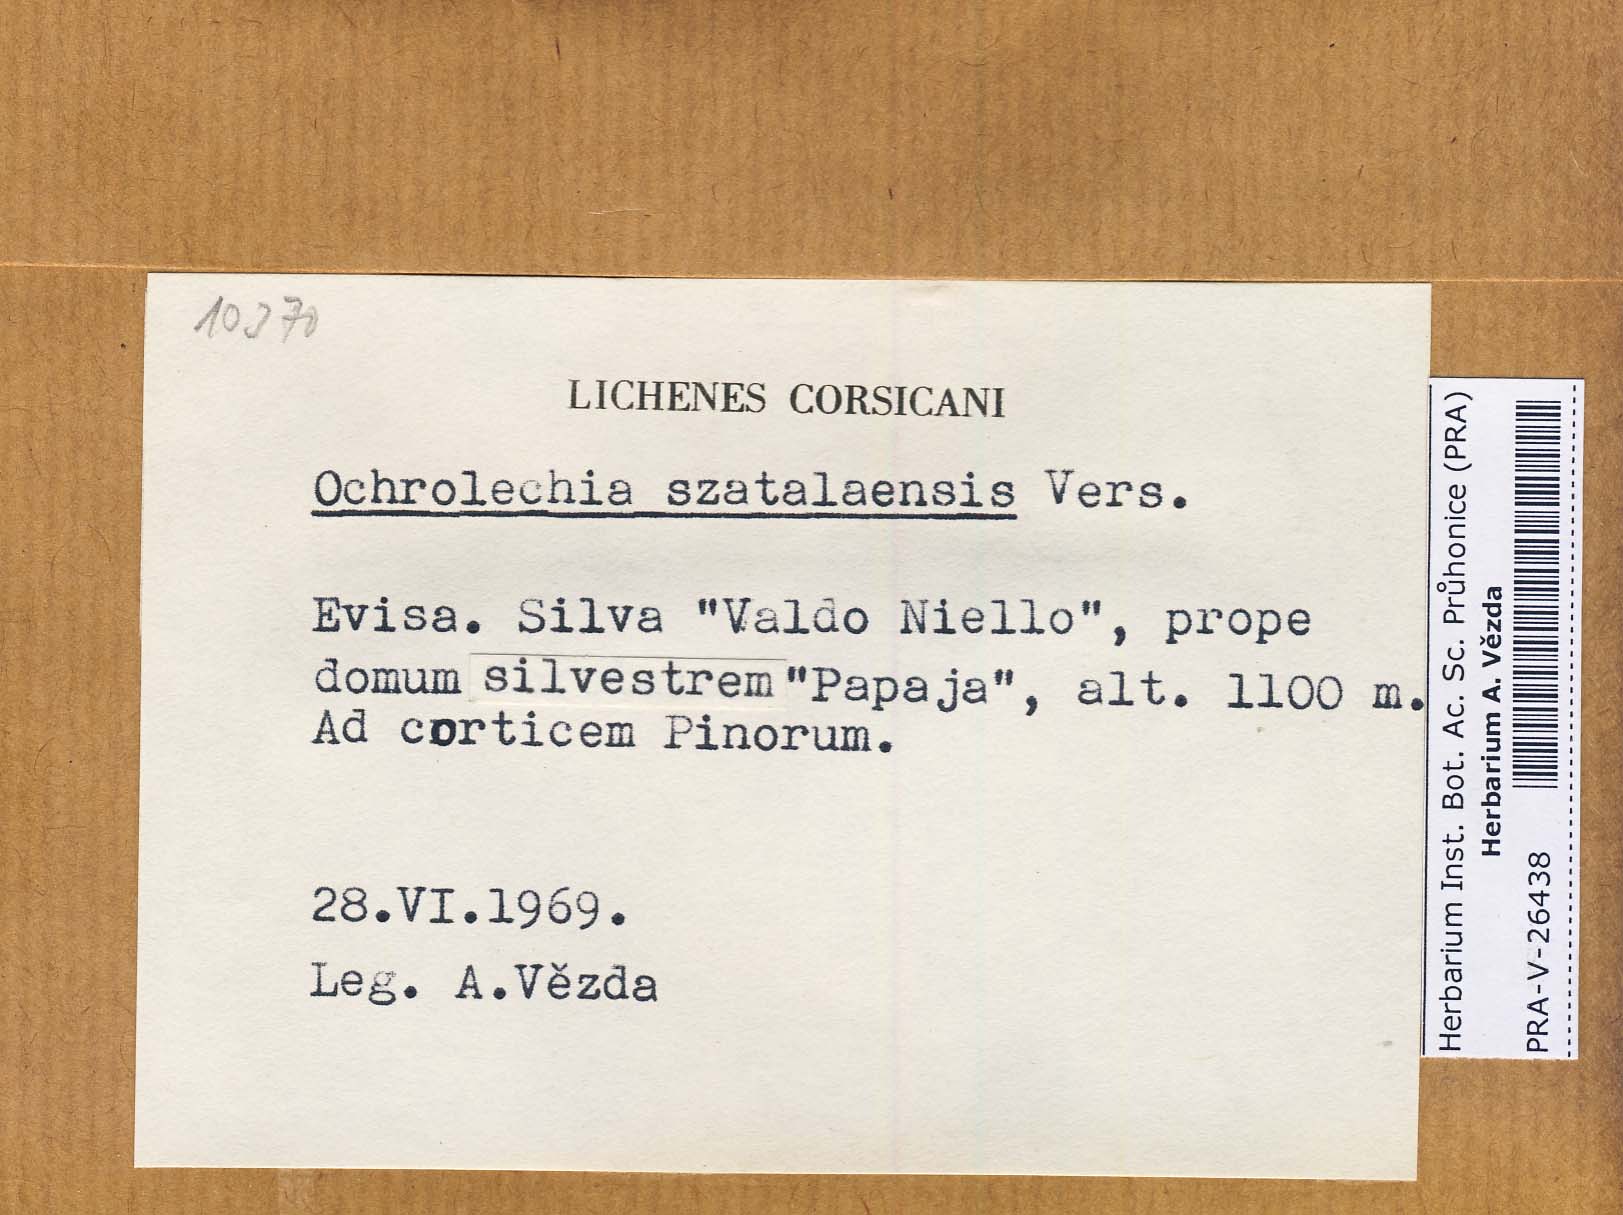 10370
LICHENES CORSICANI
Ochrolechia szatalaensis Vers.
Evisa. Silva "Valdo Niello", prope
domum silvestrem "Papaja", alt. 1100 m.
Ad corticem Pinorum.
28.VI.1969.
Leg. A.Vězda
Herbarium Inst. Bot. Ac. Sc. Průhonice (PRA)
Herbarium A. Vězda
PRA-V-26438